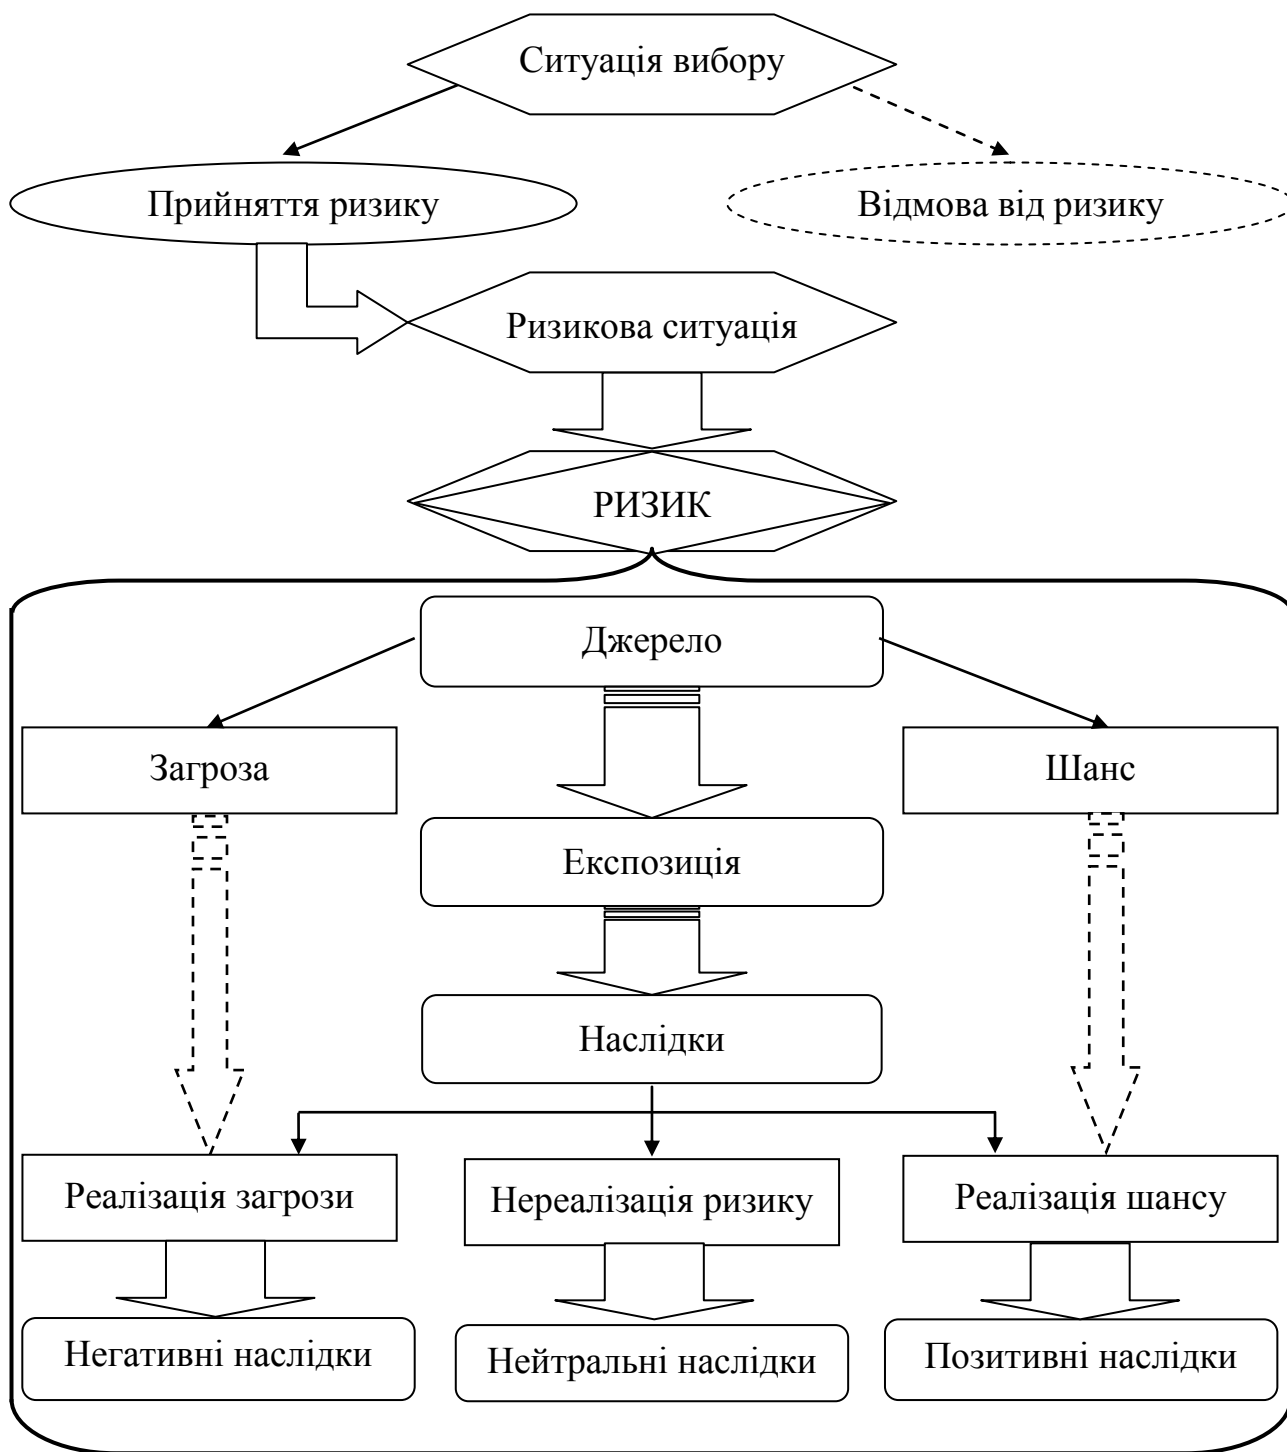 Ситуація вибору
Прийняття ризику
Відмова від ризику
Ризикова ситуація
РИЗИК
Джерело
Загроза
Шанс
Експозиція
Наслідки
Реалізація загрози
Нереалізація ризику
Реалізація шансу
Негативні наслідки
Нейтральні наслідки
Позитивні наслідки